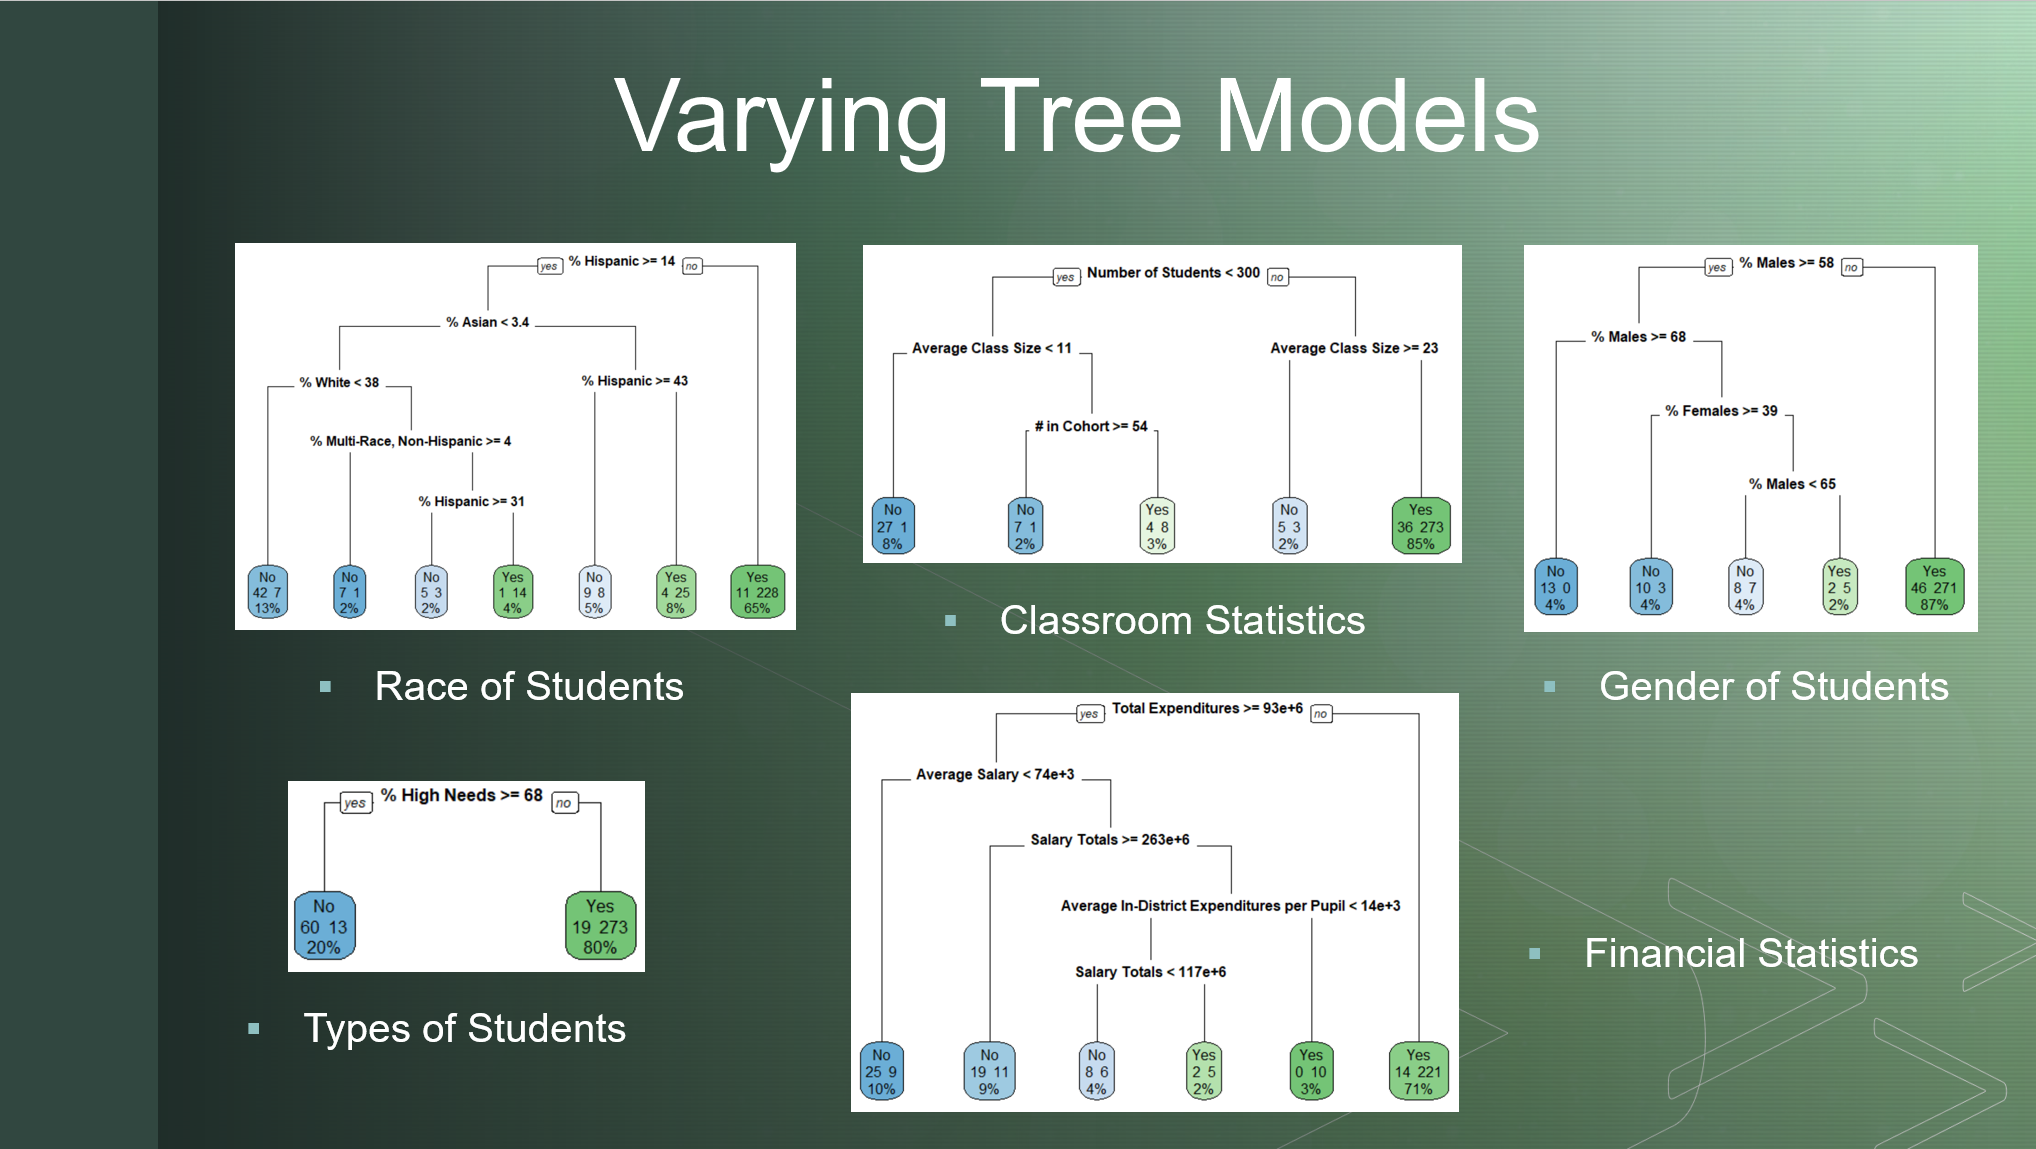 Varying Tree Models
yes % Hispanic >= 14 no
% Asian < 3.4
% White < 38
% Hispanic >= 43
% Multi-Race, Non-Hispanic >= 4
% Hispanic >= 31
No
42 7
13%
No
7 1
2%
No
5 3
2%
Yes
1 14
4%
No
9 8
5%
Yes
4 25
8%
Yes
11 228
65%
Race of Students
yes Number of Students < 300 no
Average Class Size < 11
Average Class Size >= 23
# in Cohort >= 54
No
27 1
8%
No
7 1
2%
Yes
4 8
3%
No
5 3
2%
Yes
36 273
85%
Classroom Statistics
yes % Males >= 58 no
% Males >= 68
% Females >= 39
% Males < 65
No
13 0
4%
No
10 3
4%
No
8 7
4%
Yes
2 5
2%
Yes
46 271
87%
Gender of Students
yes % High Needs >= 68 no
No
60 13
20%
Yes
19 273
80%
Types of Students
yes Total Expenditures >= 93e+6 no
Average Salary < 74e+3
Salary Totals >= 263e+6
Average In-District Expenditures per Pupil < 14e+3
Salary Totals < 117e+6
No
25 9
10%
No
19 11
9%
No
8 6
4%
Yes
2 5
2%
Yes
0 10
3%
Yes
14 221
71%
Financial Statistics